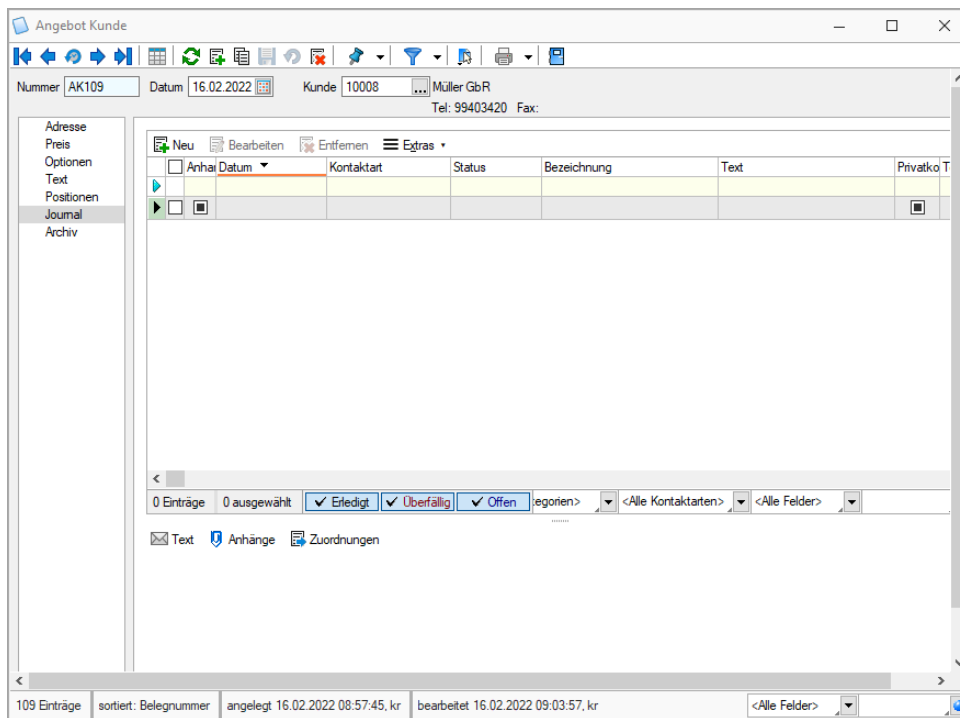 Angebot Kunde
Nummer AK109 Datum 16.02.2022 Kunde 10008 ... Müller GbR
Tel: 99403420 Fax:
Adresse
Preis
Optionen
Text
Positionen
Journal
Archiv
Neu Bearbeiten Entfernen Extras
Anhan Datum Kontaktart Status Bezeichnung Text Privatko T
0 Einträge 0 ausgewählt Erledigt Überfällig Offen tegorien> <Alle Kontaktarten> <Alle Felder>
Text Anhänge Zuordnungen
109 Einträge sortiert: Belegnummer angelegt 16.02.2022 08:57:45, kr bearbeitet 16.02.2022 09:03:57, kr <Alle Felder>